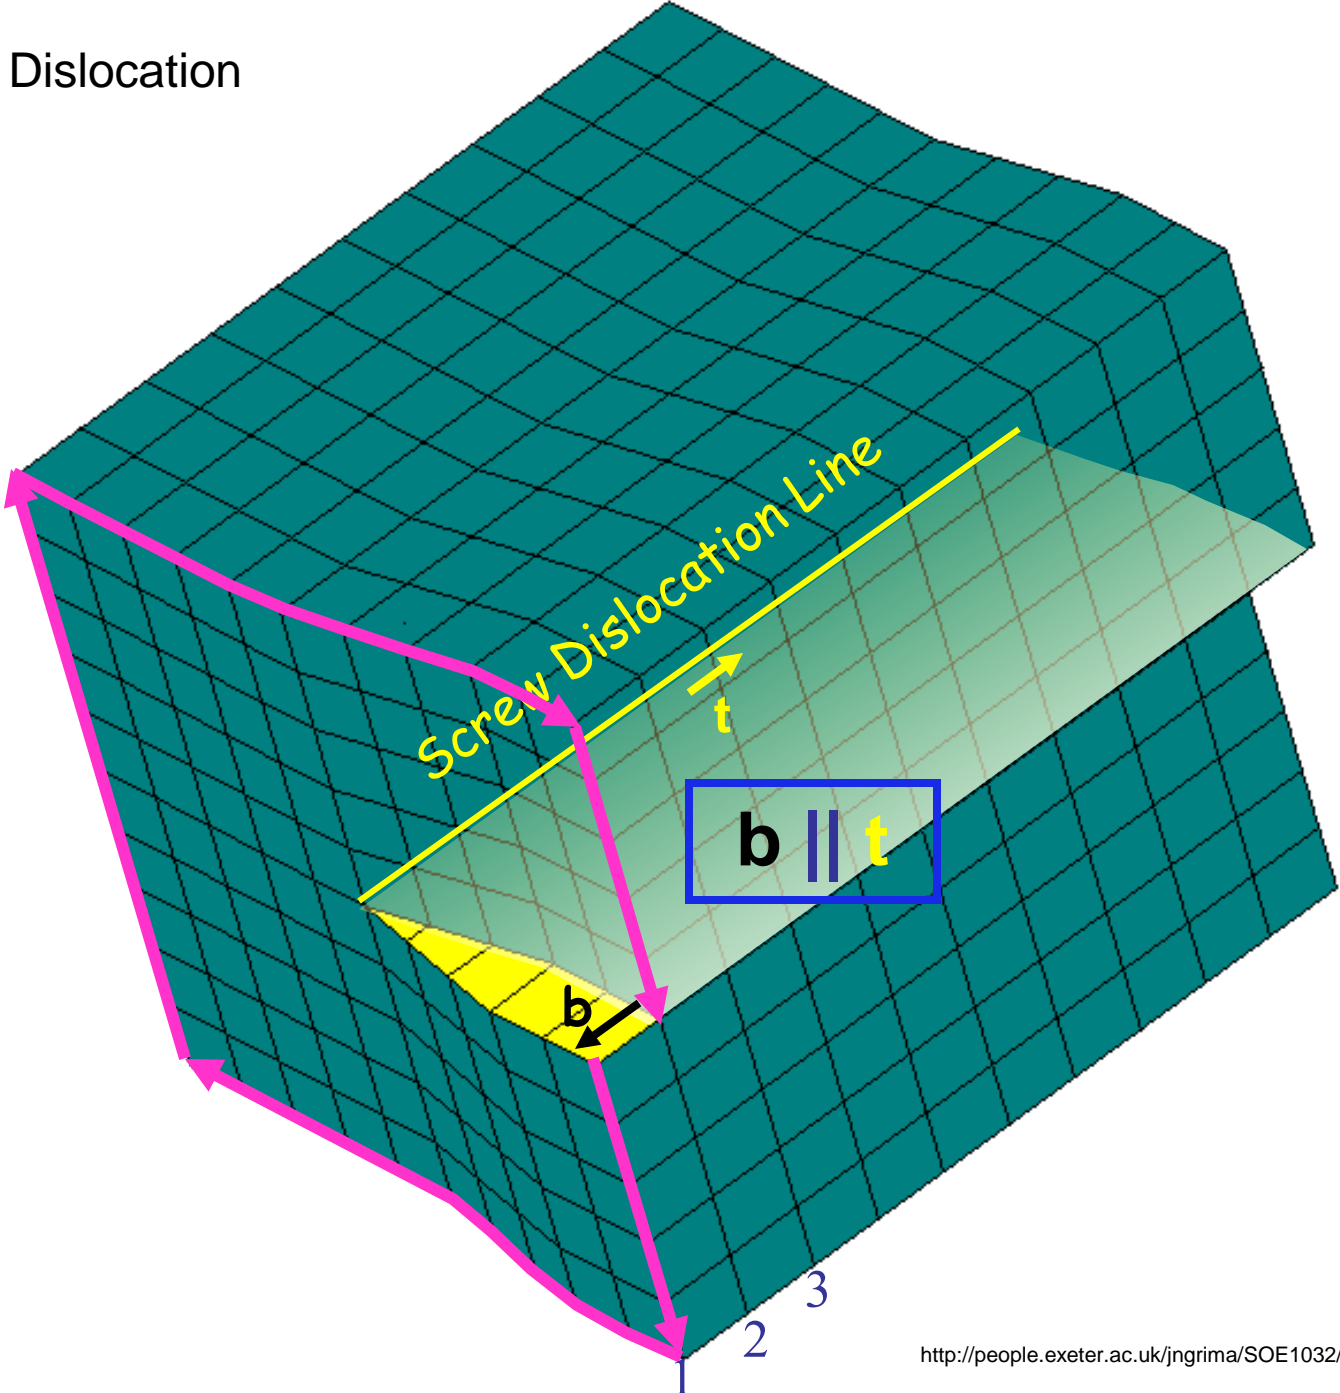 Dislocation
Screw Dislocation Line
t
b || t
b
3
2
1
http://people.exeter.ac.uk/jngrima/SOE1032/